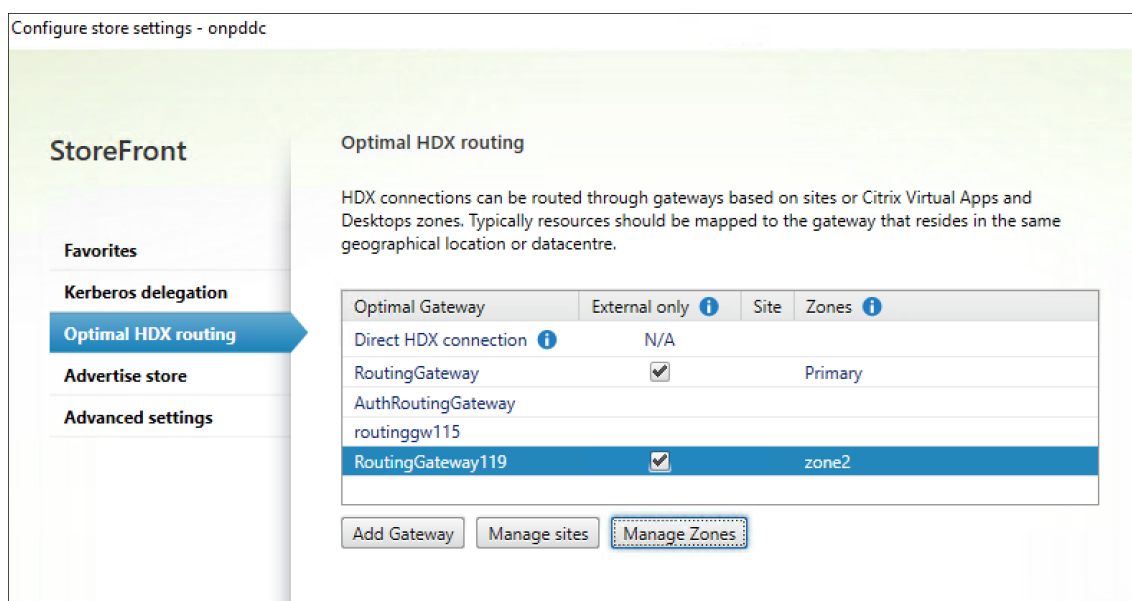 Configure store settings - onpddc
StoreFront
Favorites
Kerberos delegation
Optimal HDX routing
Advertise store
Advanced settings
Optimal HDX routing
HDX connections can be routed through gateways based on sites or Citrix Virtual Apps and
Desktops zones. Typically resources should be mapped to the gateway that resides in the same
geographical location or datacentre.
Optimal Gateway External only Site Zones
Direct HDX connection N/A
RoutingGateway Primary
AuthRoutingGateway
routinggw115
RoutingGateway119 zone2
Add Gateway Manage sites Manage Zones